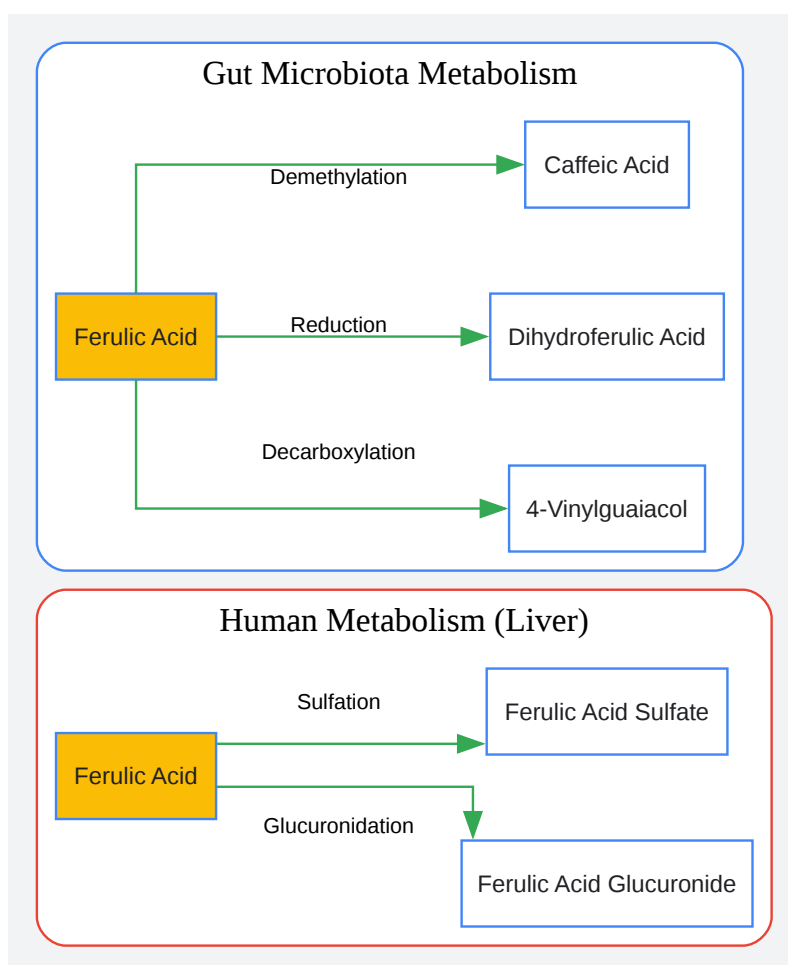 Gut Microbiota Metabolism
Caffeic Acid
Demethylation
Ferulic Acid
Reduction
Dihydroferulic Acid
Decarboxylation
4-Vinylguaiacol
Human Metabolism (Liver)
Sulfation
Ferulic Acid Sulfate
Ferulic Acid
Glucuronidation
Ferulic Acid Glucuronide